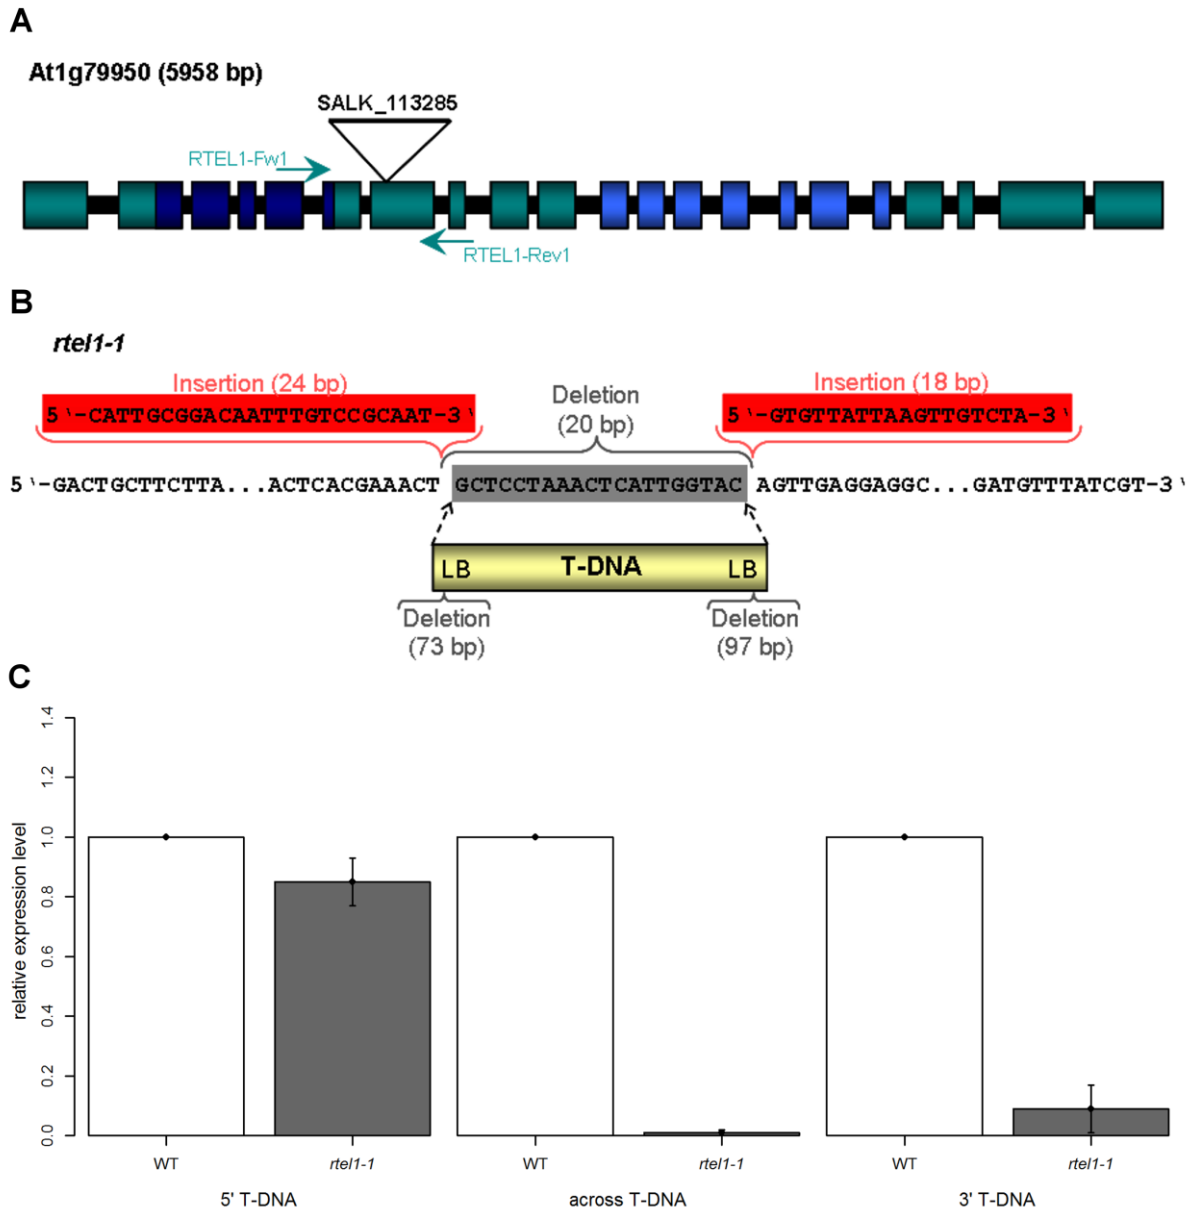 A
At1g79950 (5958 bp)
SALK_113285
RTEL1-Fw1
RTEL1-Rev1
B
rtel1-1
Insertion (24 bp)
Deletion
(20 bp)
Insertion (18 bp)
5'-CATTGCGGACAATTTGTCCGCAAT-3'
5'-GTGTTATTAAGTTGTCTA-3'
5'-GACTGCTTCTTA...ACTCACGAAACT GCTCCTAAACTCATTGGTAC AGTTGAGGAGGC...GATGTTTATCGT-3'
LB T-DNA LB
Deletion
(73 bp)
Deletion
(97 bp)
C
relative expression level
1.4
1.2
1.0
0.8
0.6
0.4
0.2
0.0
WT rtel1-1 WT rtel1-1 WT rtel1-1
5' T-DNA across T-DNA 3' T-DNA